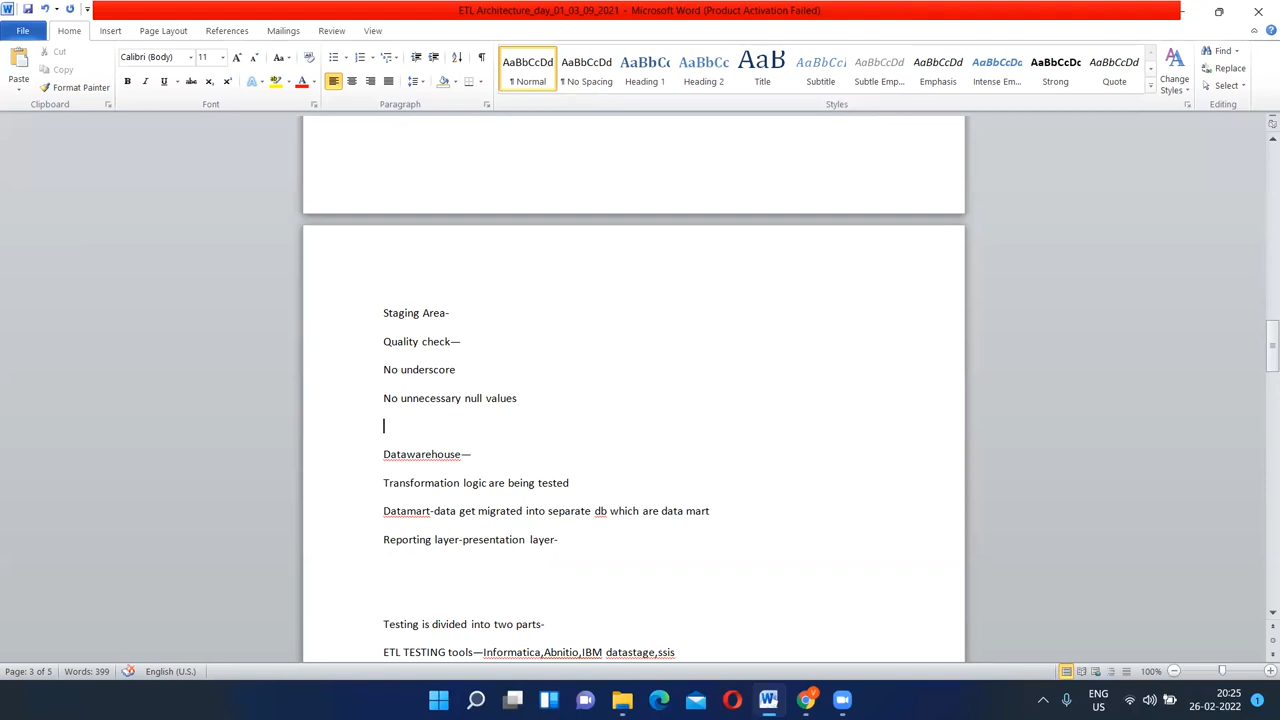 ETL Architecture_day_01_03_09_2021 - Microsoft Word (Product Activation Failed)
File Home Insert Page Layout References Mailings Review View
Paste Cut Copy Format Painter
Calibri (Body) 11
AaBbCcDd AaBbCcDd AaBbCc AaBbCc AaB AaBbCcI AaBbCcDd AaBbCcDd AaBbCcDd AaBbCcDc AaBbCcDd
¶ Normal ¶ No Spacing Heading 1 Heading 2 Title Subtitle Subtle Emp... Emphasis Intense Em... Strong Quote
Change Styles
Find Replace Select
Clipboard Font Paragraph Styles Editing
Staging Area-
Quality check—
No underscore
No unnecessary null values
Datawarehouse—
Transformation logic are being tested
Datamart-data get migrated into separate db which are data mart
Reporting layer-presentation layer-
Testing is divided into two parts-
ETL TESTING tools—Informatica,Abnitio,IBM datastage,ssis
Page: 3 of 5 Words: 399 English (U.S.) 100%
ENG US
20:25
26-02-2022